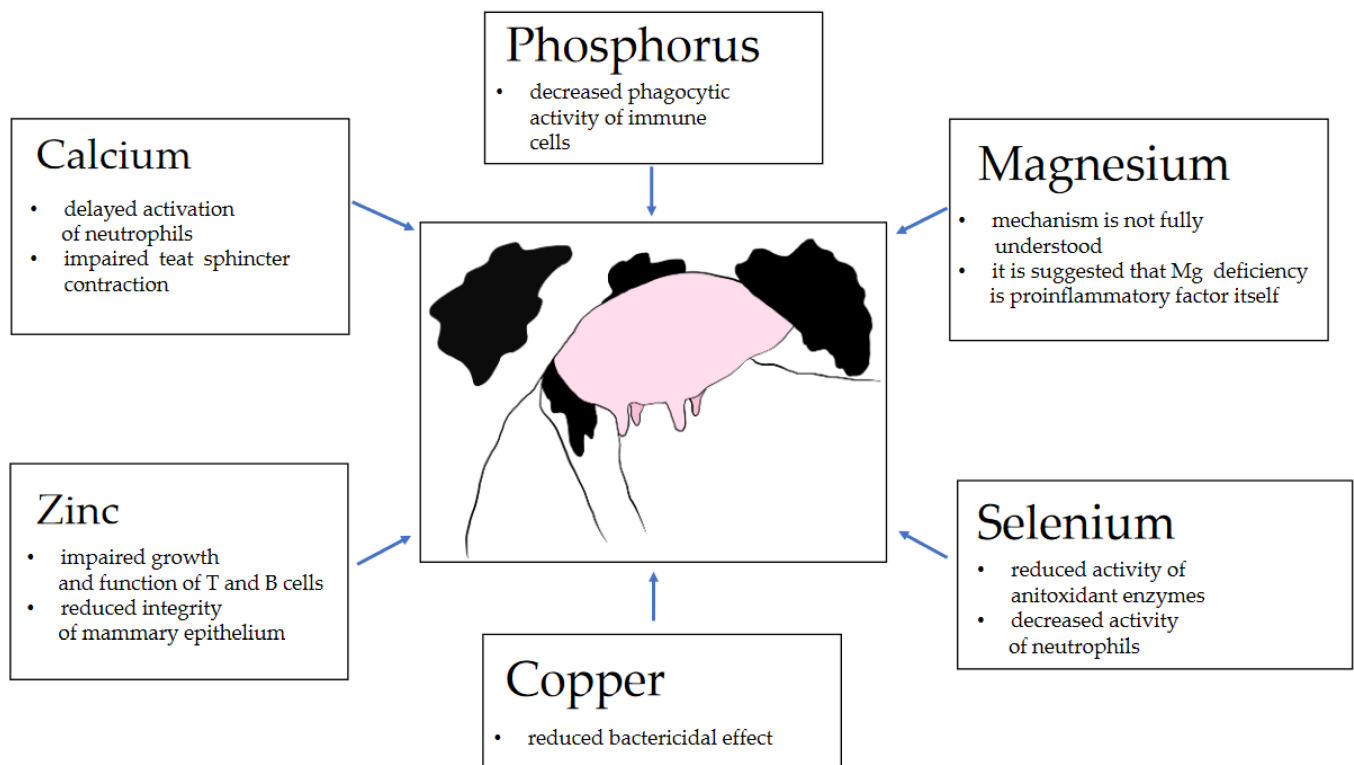 Phosphorus
• decreased phagocytic
activity of immune
cells
Calcium
• delayed activation
of neutrophils
• impaired teat sphincter
contraction
Magnesium
• mechanism is not fully
understood
• it is suggested that Mg deficiency
is proinflammatory factor itself
Zinc
• impaired growth
and function of T and B cells
• reduced integrity
of mammary epithelium
Selenium
• reduced activity of
anitoxidant enzymes
• decreased activity
of neutrophils
Copper
• reduced bactericidal effect